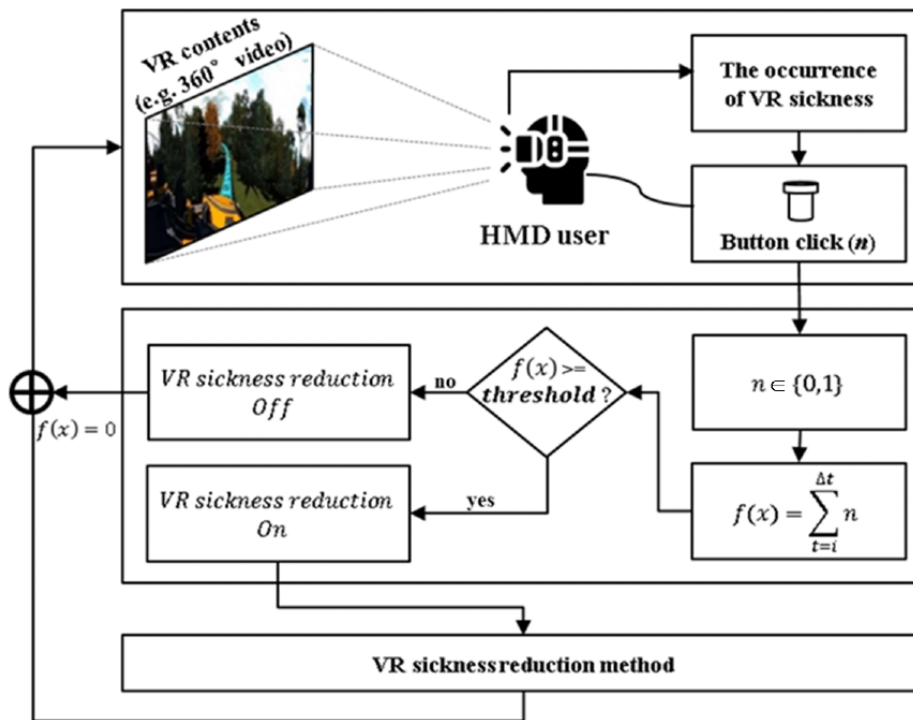 VR contents
(e.g. 360° video)
The occurrence
of VR sickness
HMD user
Button click (n)
VR sickness reduction
Off
no
f(x) >=
threshold ?
n ∈ {0,1}
f(x) = 0
VR sickness reduction
On
yes
f(x) = ∑_{t=i}^{Δt} n
VR sickness reduction method